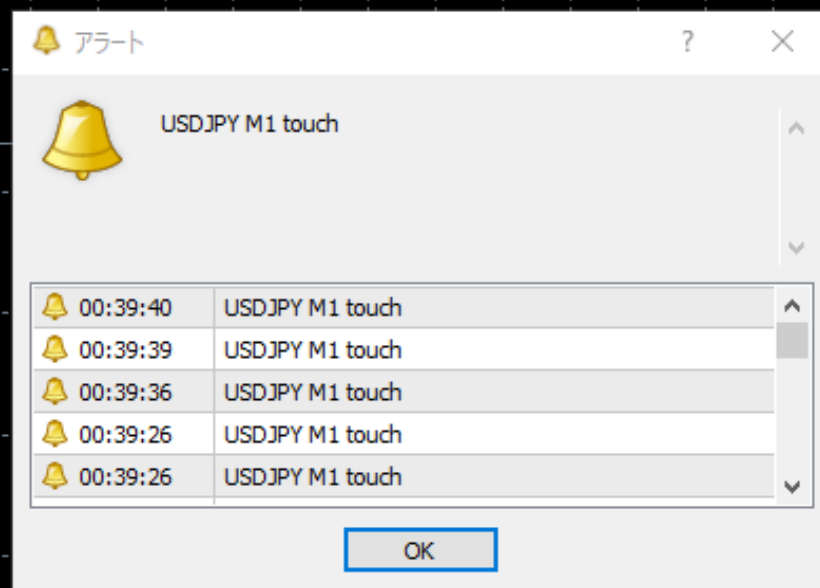 アラート
?
USDJPY M1 touch
00:39:40 USDJPY M1 touch
00:39:39 USDJPY M1 touch
00:39:36 USDJPY M1 touch
00:39:26 USDJPY M1 touch
00:39:26 USDJPY M1 touch
OK